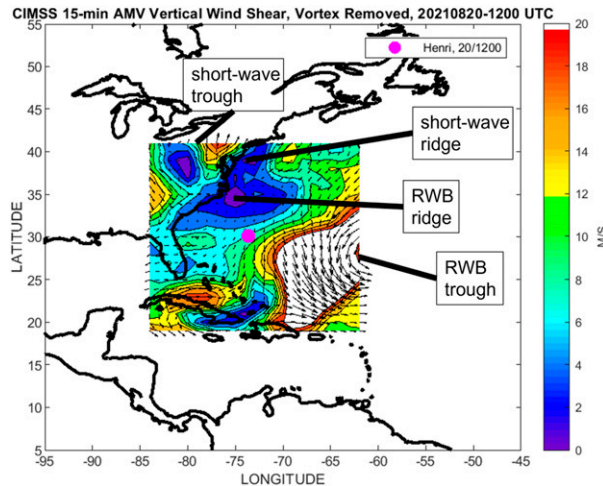 CIMSS 15-min AMV Vertical Wind Shear, Vortex Removed, 20210820-1200 UTC
Henri, 20/1200
short-wave
trough
short-wave
ridge
RWB
ridge
RWB
trough
LATITUDE
55
50
45
40
35
30
25
20
15
10
5
-95 -90 -85 -80 -75 -70 -65 -60 -55 -50 -45
LONGITUDE
20
18
16
14
12
10
8
6
4
2
0
M/S